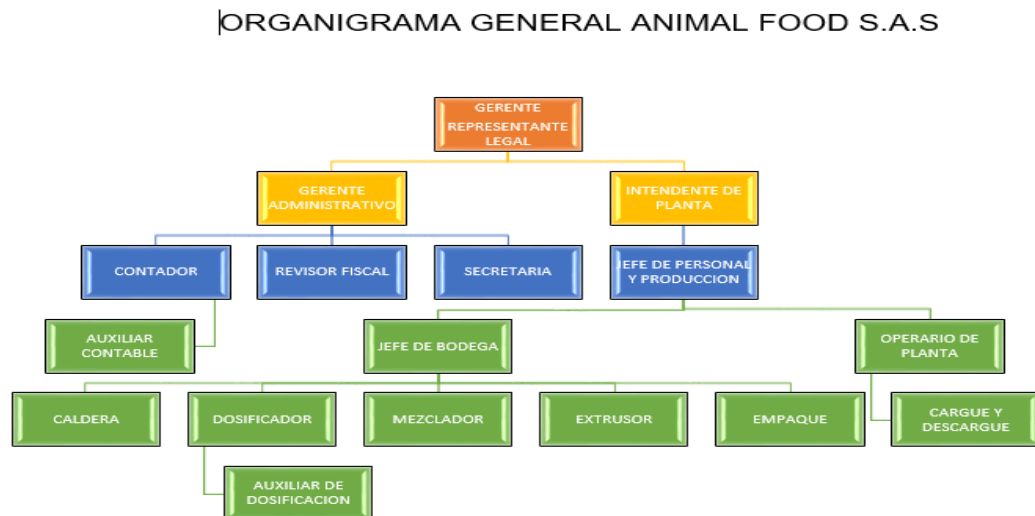 ORGANIGRAMA GENERAL ANIMAL FOOD S.A.S
GERENTE
REPRESENTANTE
LEGAL
GERENTE
ADMINISTRATIVO
INTENDENTE DE
PLANTA
CONTADOR
REVISOR FISCAL
SECRETARIA
JEFE DE PERSONAL
Y PRODUCCION
AUXILIAR
CONTABLE
JEFE DE BODEGA
OPERARIO DE
PLANTA
CALDERA
DOSIFICADOR
MEZCLADOR
EXTRUSOR
EMPAQUE
CARGUE Y
DESCARGUE
AUXILIAR DE
DOSIFICACION